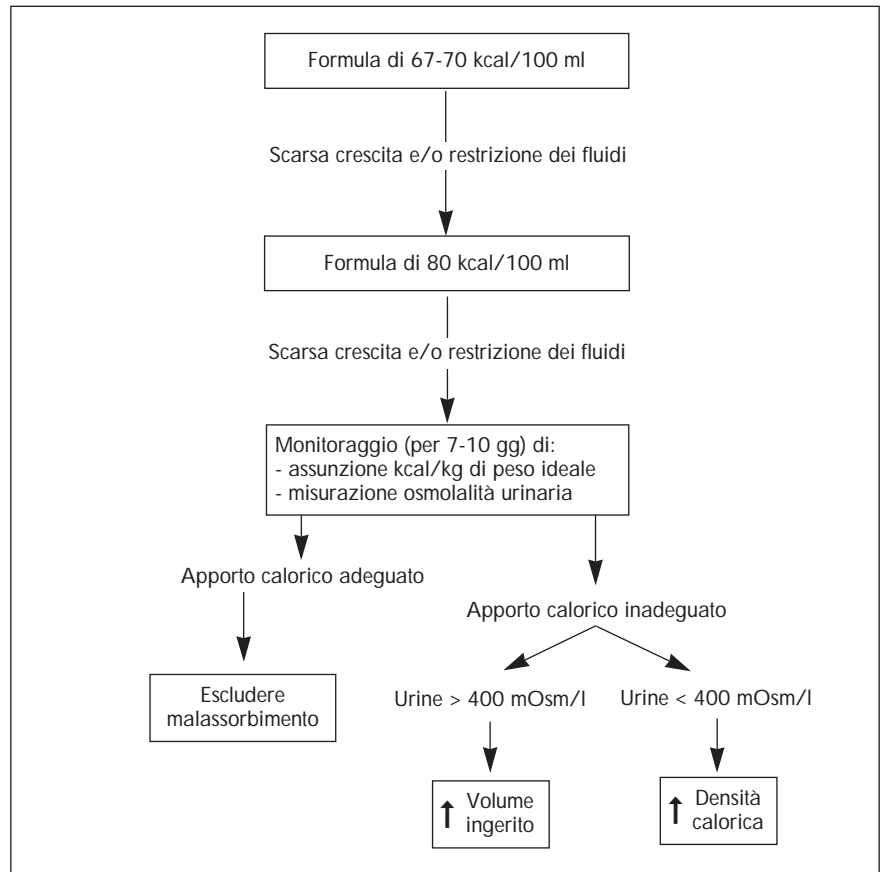 Formula di 67-70 kcal/100 ml
Scarsa crescita e/o restrizione dei fluidi
Formula di 80 kcal/100 ml
Scarsa crescita e/o restrizione dei fluidi
Monitoraggio (per 7-10 gg) di:
- assunzione kcal/kg di peso ideale
- misurazione osmolalità urinaria
Apporto calorico adeguato
Apporto calorico inadeguato
Escludere
malassorbimento
Urine > 400 mOsm/l
Urine < 400 mOsm/l
↑ Volume
ingerito
↑ Densità
calorica